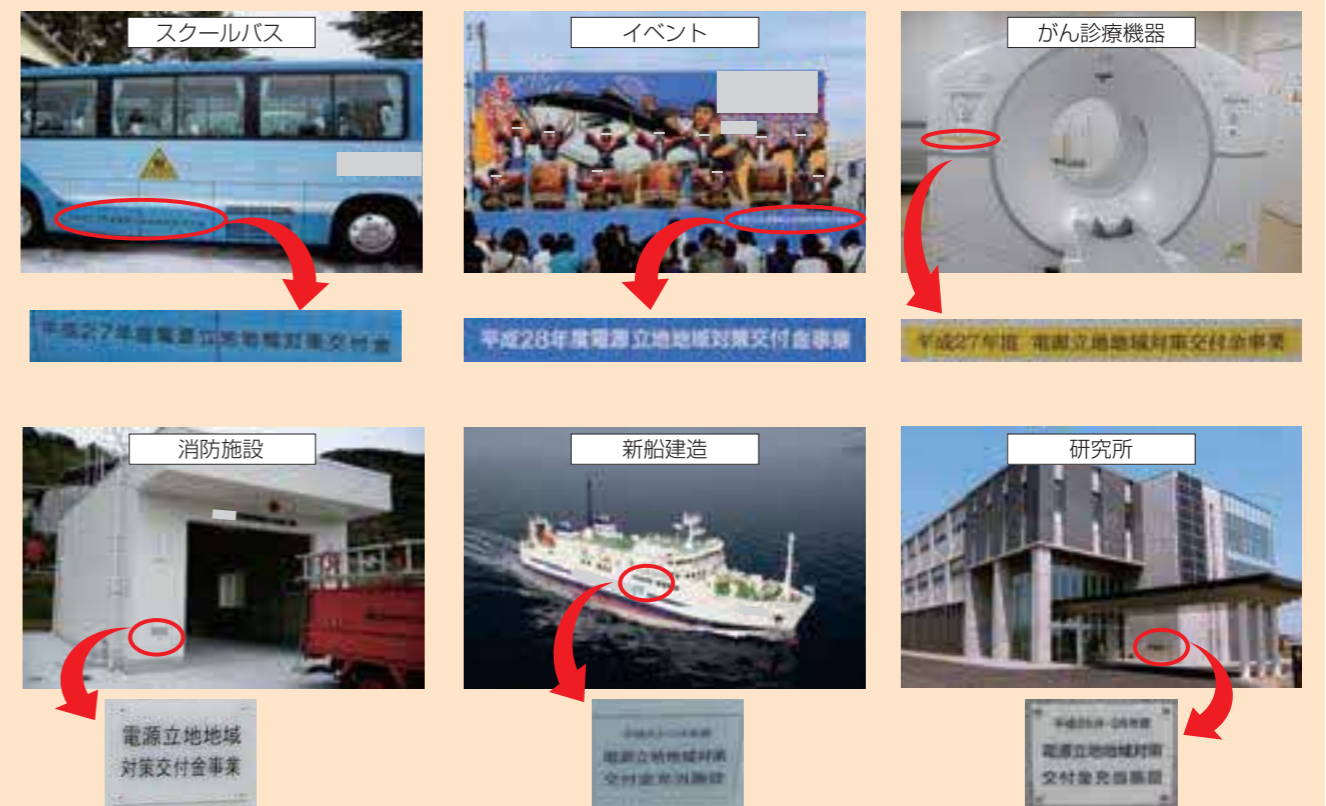 スクールバス
イベント
がん診療機器
平成27年度電源立地地域対策交付金
平成28年度電源立地地域対策交付金事業
平成27年度 電源立地地域対策交付金事業
消防施設
新船建造
研究所
電源立地地域
対策交付金事業
電源立地地域対策
交付金充当施設
電源立地地域対策
交付金充当施設